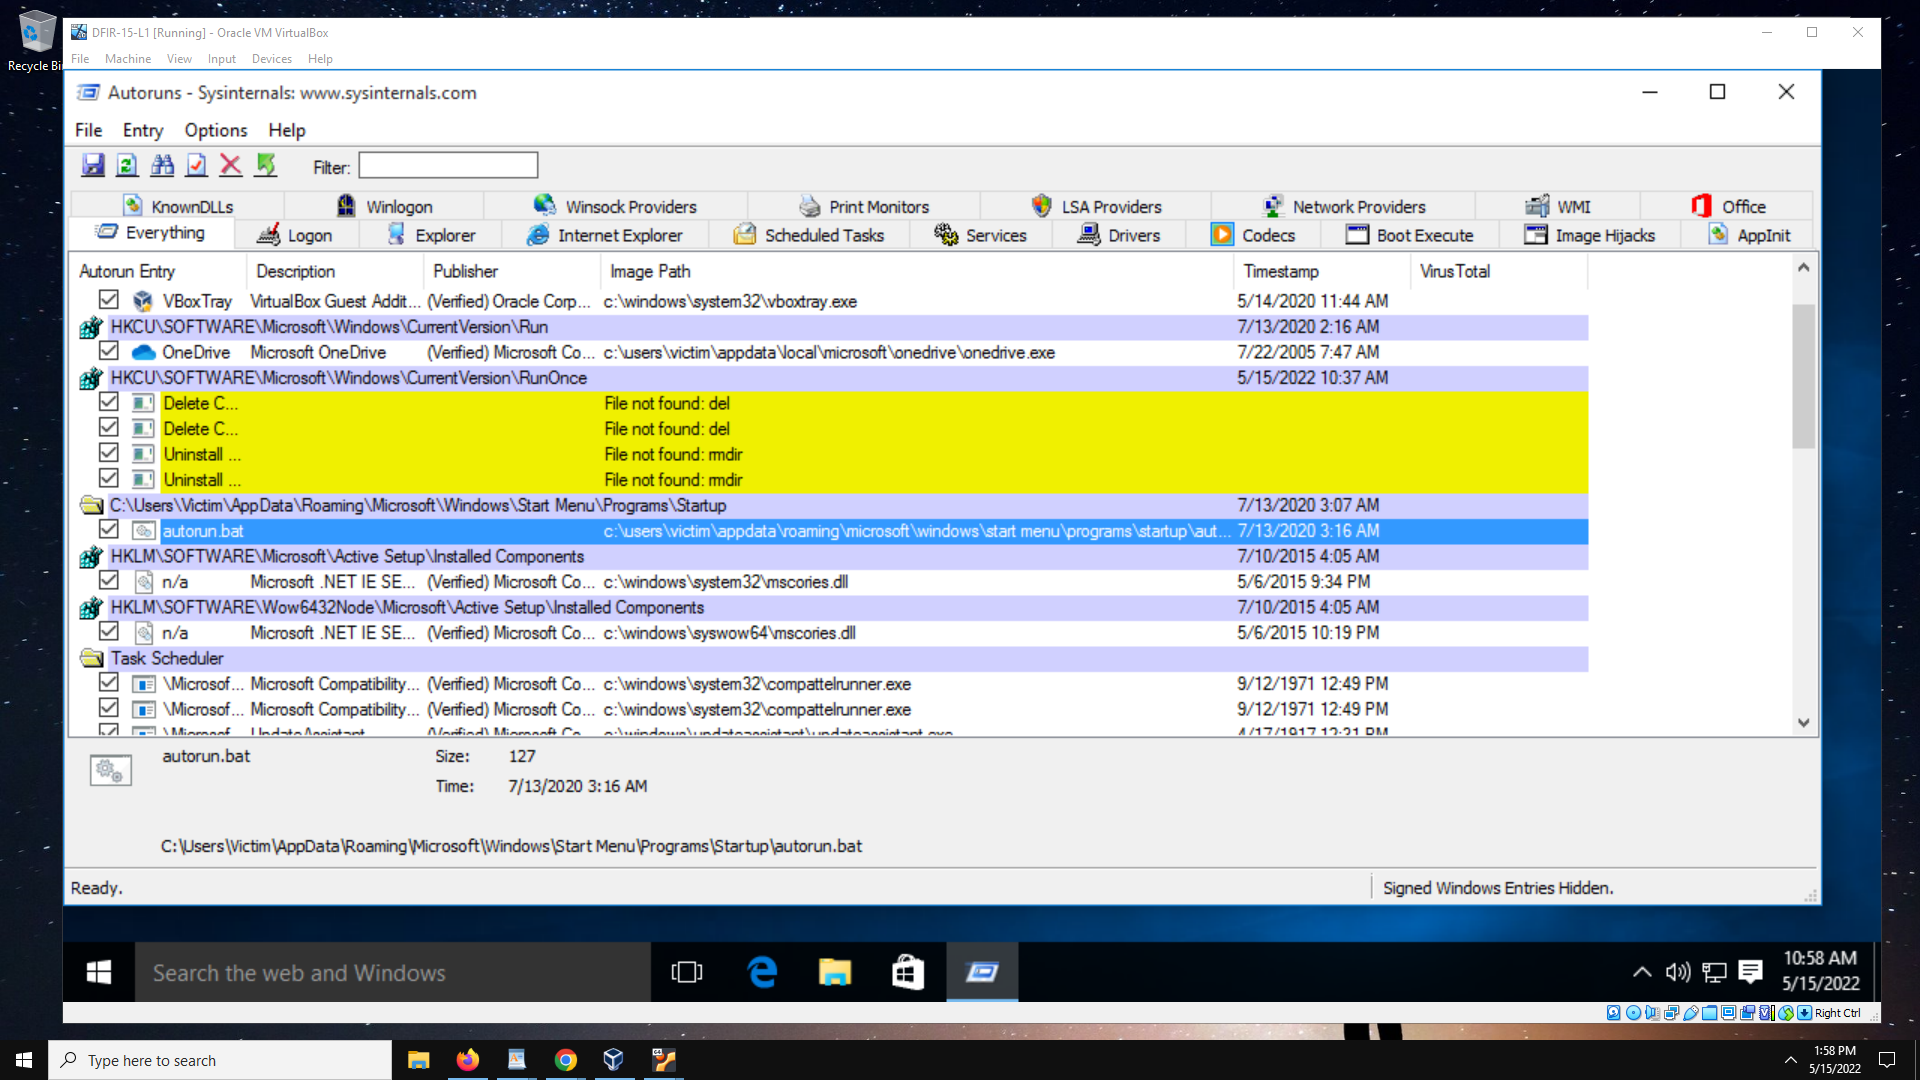 Recycle Bi
DFIR-15-L1 [Running] - Oracle VM VirtualBox
File Machine View Input Devices Help
Autoruns - Sysinternals: www.sysinternals.com
File Entry Options Help
Filter:
KnownDLLs Winlogon Winsock Providers Print Monitors LSA Providers Network Providers WMI Office
Everything Logon Explorer Internet Explorer Scheduled Tasks Services Drivers Codecs Boot Execute Image Hijacks AppInit
Autorun Entry Description Publisher Image Path Timestamp VirusTotal
VBoxTray VirtualBox Guest Addit... (Verified) Oracle Corp... c:\windows\system32\vboxtray.exe 5/14/2020 11:44 AM
HKCU\SOFTWARE\Microsoft\Windows\CurrentVersion\Run 7/13/2020 2:16 AM
OneDrive Microsoft OneDrive (Verified) Microsoft Co... c:\users\victim\appdata\local\microsoft\onedrive\onedrive.exe 7/22/2005 7:47 AM
HKCU\SOFTWARE\Microsoft\Windows\CurrentVersion\RunOnce 5/15/2022 10:37 AM
Delete C... File not found: del
Delete C... File not found: del
Uninstall ... File not found: rmdir
Uninstall ... File not found: rmdir
C:\Users\Victim\AppData\Roaming\Microsoft\Windows\Start Menu\Programs\Startup 7/13/2020 3:07 AM
autorun.bat c:\users\victim\appdata\roaming\microsoft\windows\start menu\programs\startup\aut... 7/13/2020 3:16 AM
HKLM\SOFTWARE\Microsoft\Active Setup\Installed Components 7/10/2015 4:05 AM
n/a Microsoft .NET IE SE... (Verified) Microsoft Co... c:\windows\system32\mscories.dll 5/6/2015 9:34 PM
HKLM\SOFTWARE\Wow6432Node\Microsoft\Active Setup\Installed Components 7/10/2015 4:05 AM
n/a Microsoft .NET IE SE... (Verified) Microsoft Co... c:\windows\syswow64\mscories.dll 5/6/2015 10:19 PM
Task Scheduler
\Microsof... Microsoft Compatibility... (Verified) Microsoft Co... c:\windows\system32\compattelrunner.exe 9/12/1971 12:49 PM
\Microsof... Microsoft Compatibility... (Verified) Microsoft Co... c:\windows\system32\compattelrunner.exe 9/12/1971 12:49 PM
\Microsof... UpdateAssistant (Verified) Microsoft Co... c:\windows\updateassistant\updateassistant.exe 4/17/1917 12:31 PM
autorun.bat Size: 127
Time: 7/13/2020 3:16 AM
C:\Users\Victim\AppData\Roaming\Microsoft\Windows\Start Menu\Programs\Startup\autorun.bat
Ready. Signed Windows Entries Hidden.
Search the web and Windows
10:58 AM
5/15/2022
Right Ctrl
Type here to search
1:58 PM
5/15/2022